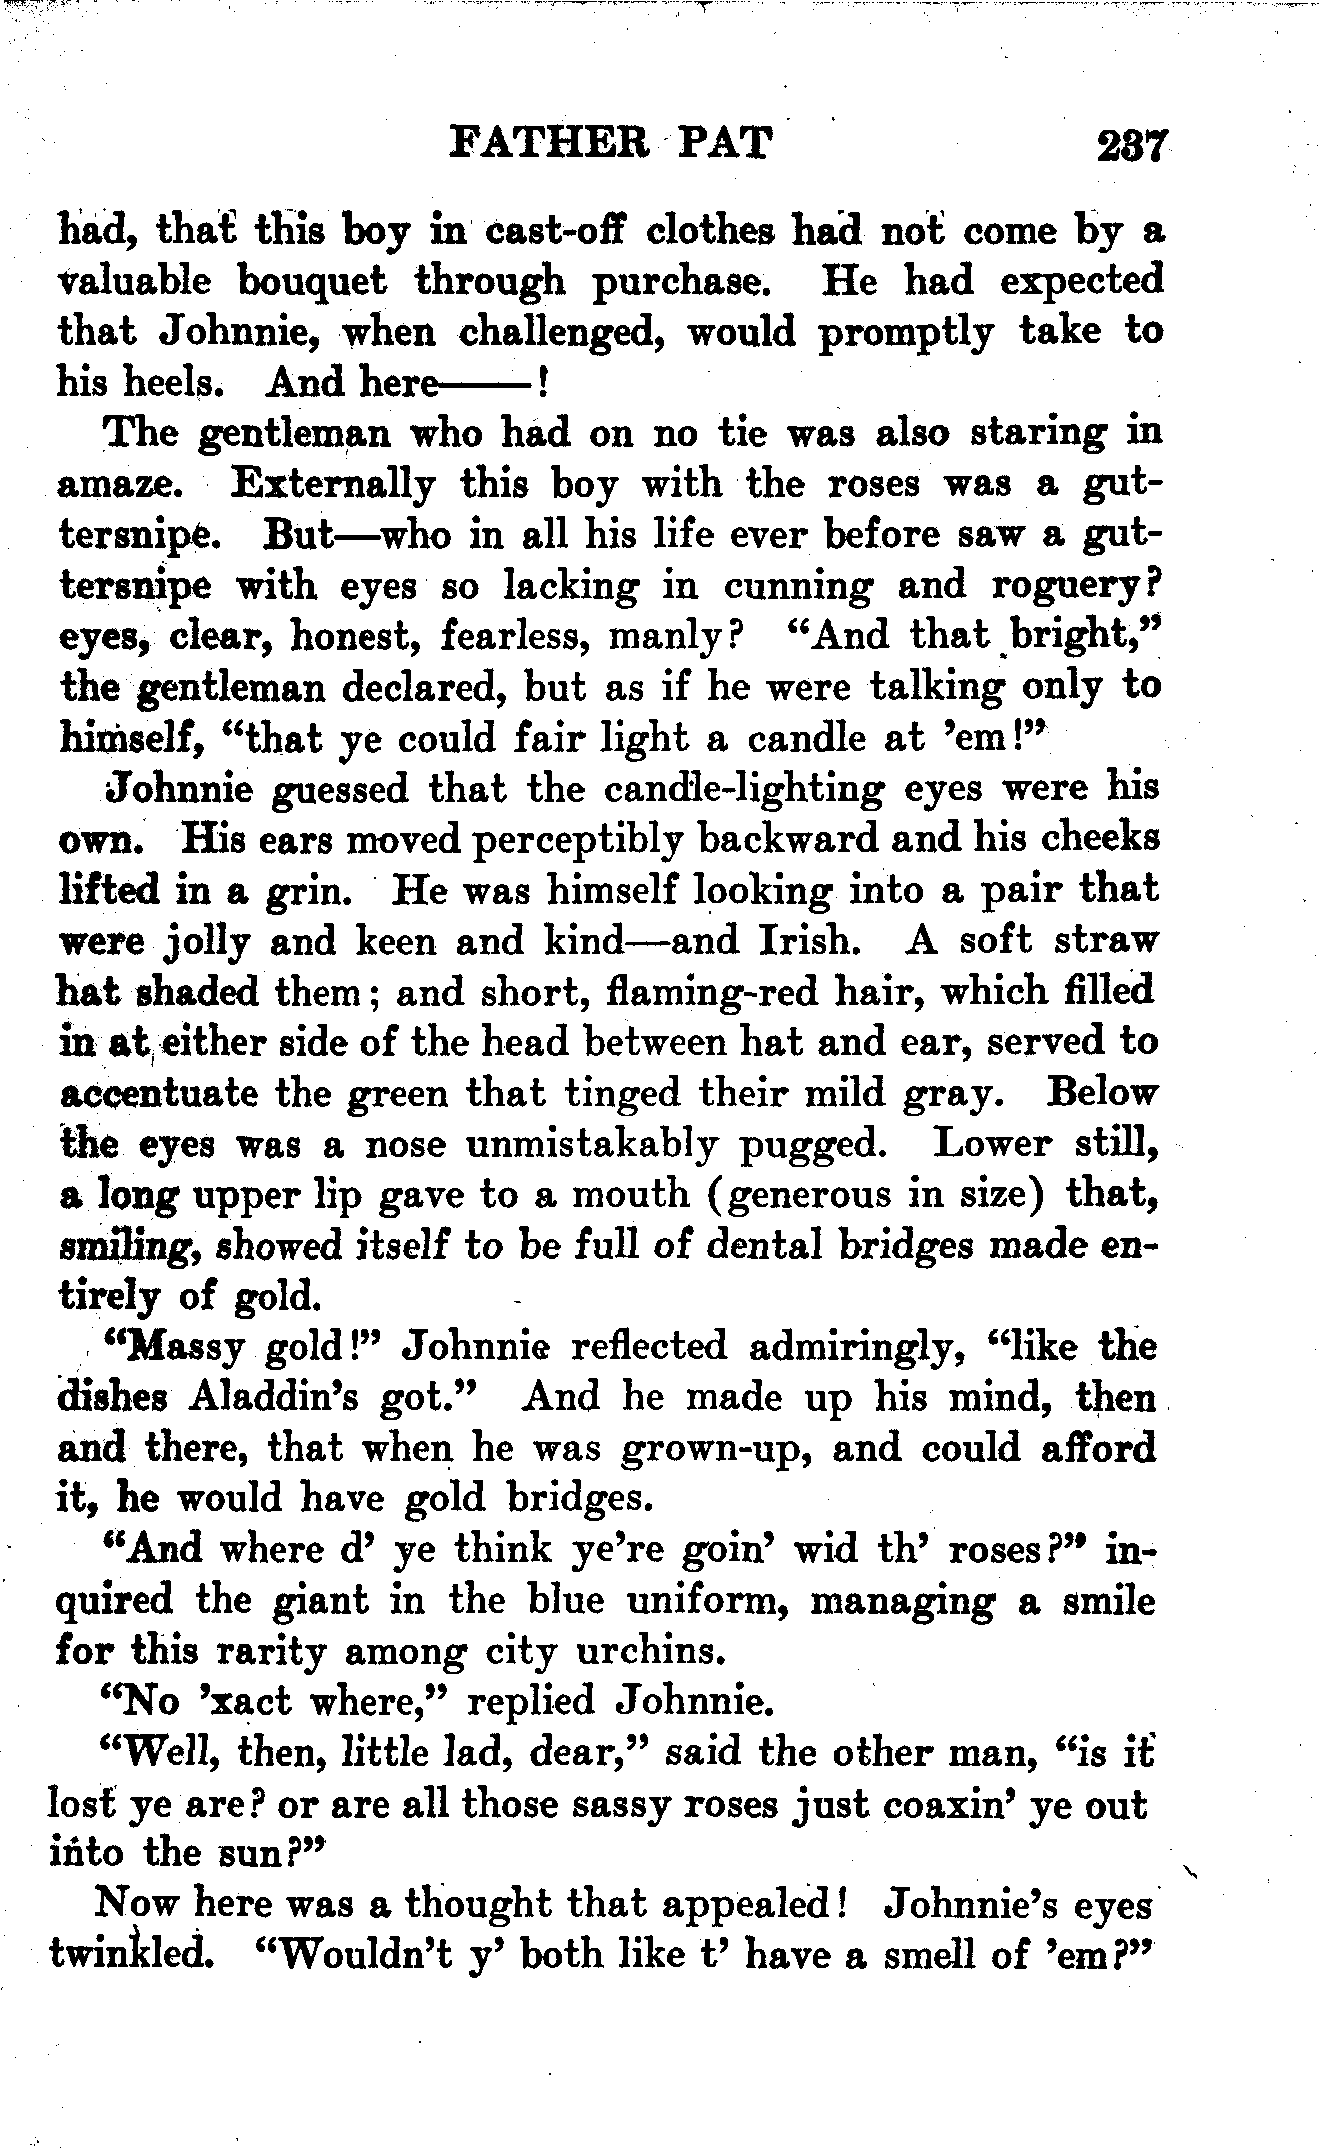 FATHER PAT 237
had, that this boy in cast-off clothes had not come by a
valuable bouquet through purchase. He had expected
that Johnnie, when challenged, would promptly take to
his heels. And here——!
The gentleman who had on no tie was also staring in
amaze. Externally this boy with the roses was a gut-
tersnipe. But—who in all his life ever before saw a gut-
tersnipe with eyes so lacking in cunning and roguery?
eyes, clear, honest, fearless, manly? “And that bright,”
the gentleman declared, but as if he were talking only to
himself, “that ye could fair light a candle at ’em!”
Johnnie guessed that the candle-lighting eyes were his
own. His ears moved perceptibly backward and his cheeks
lifted in a grin. He was himself looking into a pair that
were jolly and keen and kind—and Irish. A soft straw
hat shaded them; and short, flaming-red hair, which filled
in at either side of the head between hat and ear, served to
accentuate the green that tinged their mild gray. Below
the eyes was a nose unmistakably pugged. Lower still,
a long upper lip gave to a mouth (generous in size) that,
smiling, showed itself to be full of dental bridges made en-
tirely of gold.
“Massy gold!” Johnnie reflected admiringly, “like the
dishes Aladdin’s got.” And he made up his mind, then
and there, that when he was grown-up, and could afford
it, he would have gold bridges.
“And where d’ ye think ye’re goin’ wid th’ roses?” in-
quired the giant in the blue uniform, managing a smile
for this rarity among city urchins.
“No ’xact where,” replied Johnnie.
“Well, then, little lad, dear,” said the other man, “is it
lost ye are? or are all those sassy roses just coaxin’ ye out
into the sun?”
Now here was a thought that appealed! Johnnie’s eyes
twinkled. “Wouldn’t y’ both like t’ have a smell of ’em?”